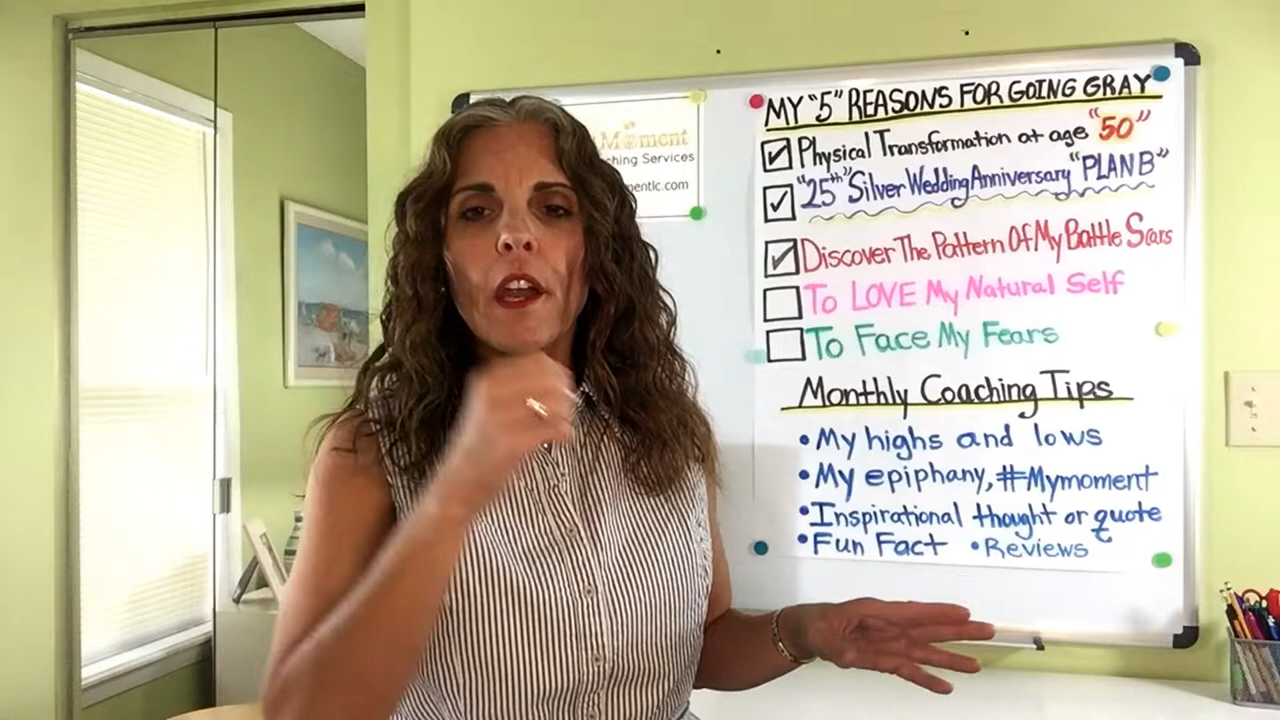 Moment
ching Services
mentlc.com
MY "5" REASONS FOR GOING GRAY
Physical Transformation at age "50"
"25th" Silver Wedding Anniversary "PLAN B"
Discover The Pattern Of My Battle Scars
To LOVE My Natural Self
To Face My Fears
Monthly Coaching Tips
• My highs and lows
• My epiphany, #Mymoment
• Inspirational thought or quote
• Fun Fact • Reviews